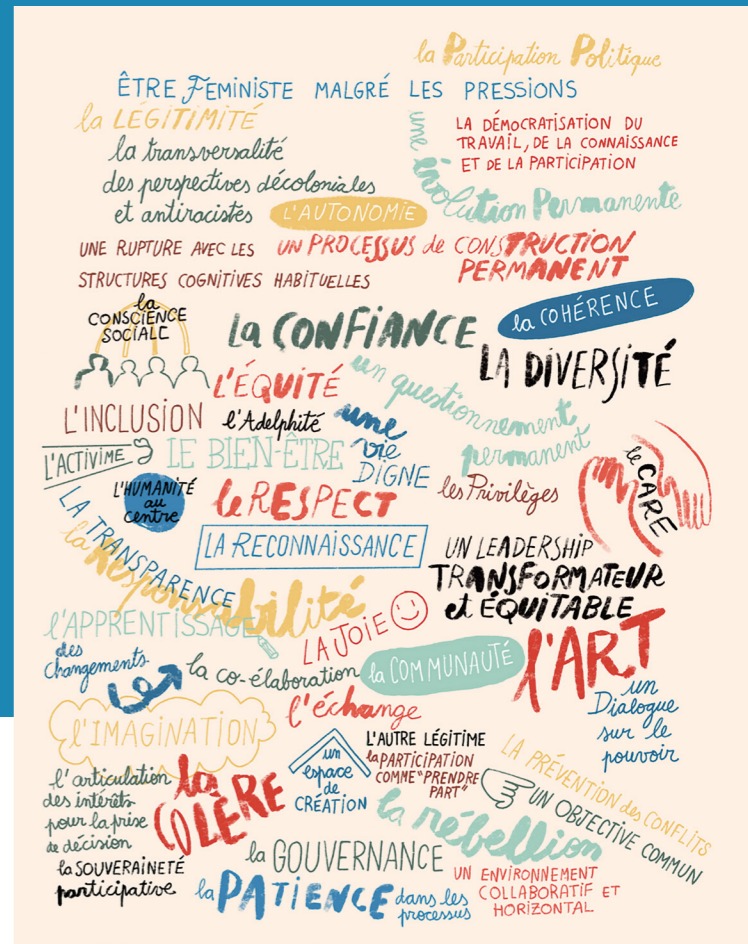 la Participation Politique
ÊTRE FEMINISTE MALGRÉ LES PRESSIONS
la LÉGITIMITÉ
LA DÉMOCRATISATION DU
TRAVAIL, DE LA CONNAISSANCE
ET DE LA PARTICIPATION
la transversalité
des perspectives décoloniales
et antiracistes
une évolution Permanente
L'AUTONOMIE
UNE RUPTURE AVEC LES
STRUCTURES COGNITIVES HABITUELLES
UN PROCESSUS de CONSTRUCTION
PERMANENT
la
CONSCIENCE
SOCIALE
la CONFIANCE
la COHÉRENCE
LA DIVERSITÉ
L'ÉQUITÉ
un questionnement
permanent
L'INCLUSION
l'Adelphité
une
vie
DIGNE
L'ACTIVIME
LE BIEN-ÊTRE
le CARE
L'HUMANITÉ
au
centre
le RESPECT
les Privilèges
LA TRANSPARENCE
la Responsabilité
LA RECONNAISSANCE
UN LEADERSHIP
TRANSFORMATEUR
et ÉQUITABLE
l'APPRENTISSAGE
LA JOIE
l'ART
des
changements
la co-élaboration
la COMMUNAUTÉ
un
Dialogue
sur le
pouvoir
l'échange
l'IMAGINATION
un
espace
de
CRÉATION
L'AUTRE LÉGITIME
la PARTICIPATION
COMME "PRENDRE
PART"
LA PRÉVENTION des CONFLITS
UN OBJECTIVE COMMUN
l'articulation
des intérêts
pour la prise
de décision
la
COLÈRE
la rébellion
la SOUVERAINETÉ
participative
la GOUVERNANCE
la PATIENCE dans les
processus
UN ENVIRONNEMENT
COLLABORATIF ET
HORIZONTAL